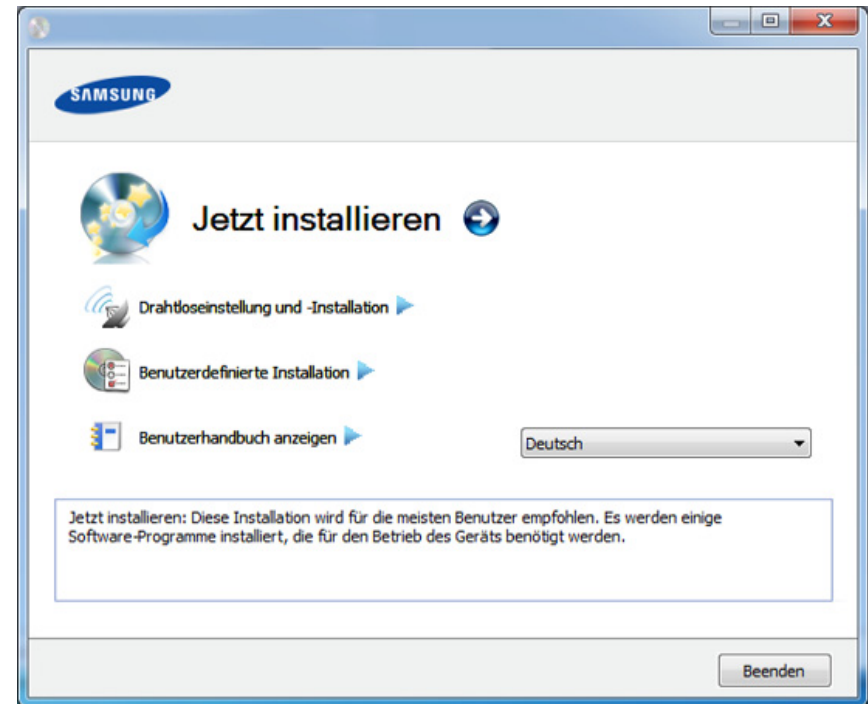 SAMSUNG
Jetzt installieren
Drahtloseinstellung und -Installation
Benutzerdefinierte Installation
Benutzerhandbuch anzeigen
Deutsch
Jetzt installieren: Diese Installation wird für die meisten Benutzer empfohlen. Es werden einige
Software-Programme installiert, die für den Betrieb des Geräts benötigt werden.
Beenden